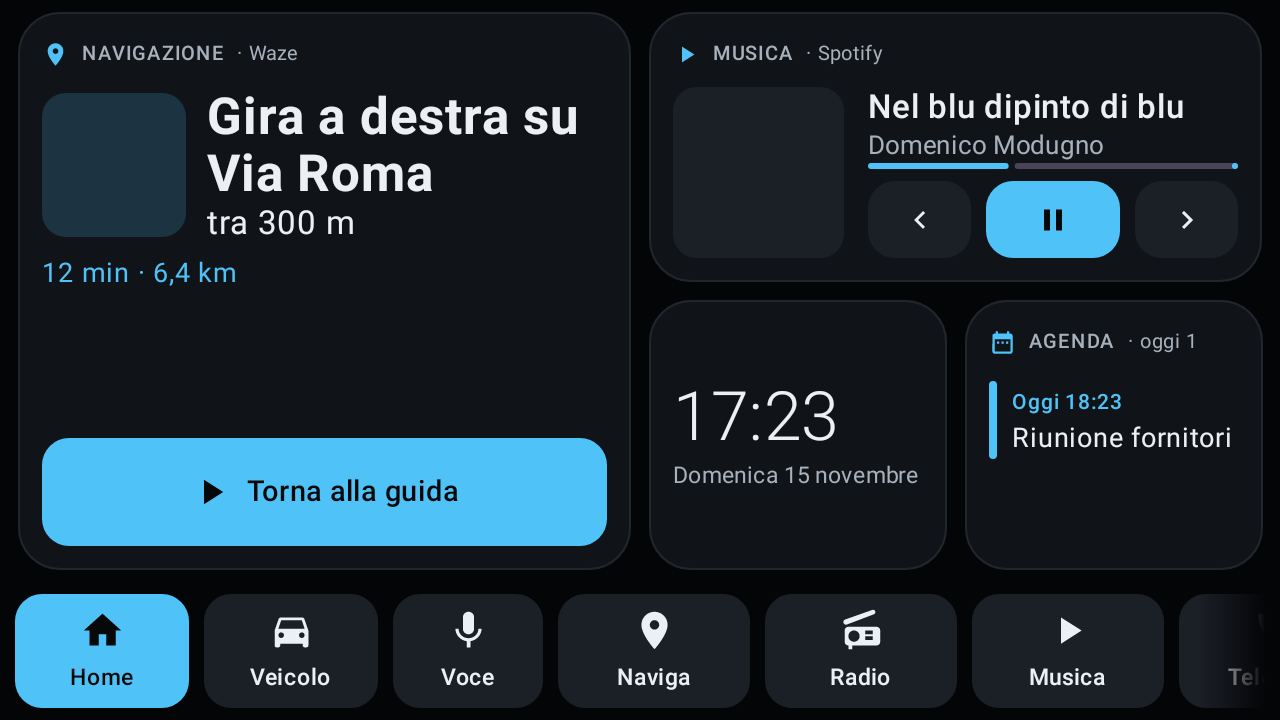 NAVIGAZIONE · Waze
Gira a destra su
Via Roma
tra 300 m
12 min · 6,4 km
Torna alla guida
MUSICA · Spotify
Nel blu dipinto di blu
Domenico Modugno
17:23
Domenica 15 novembre
AGENDA · oggi 1
Oggi 18:23
Riunione fornitori
Home
Veicolo
Voce
Naviga
Radio
Musica